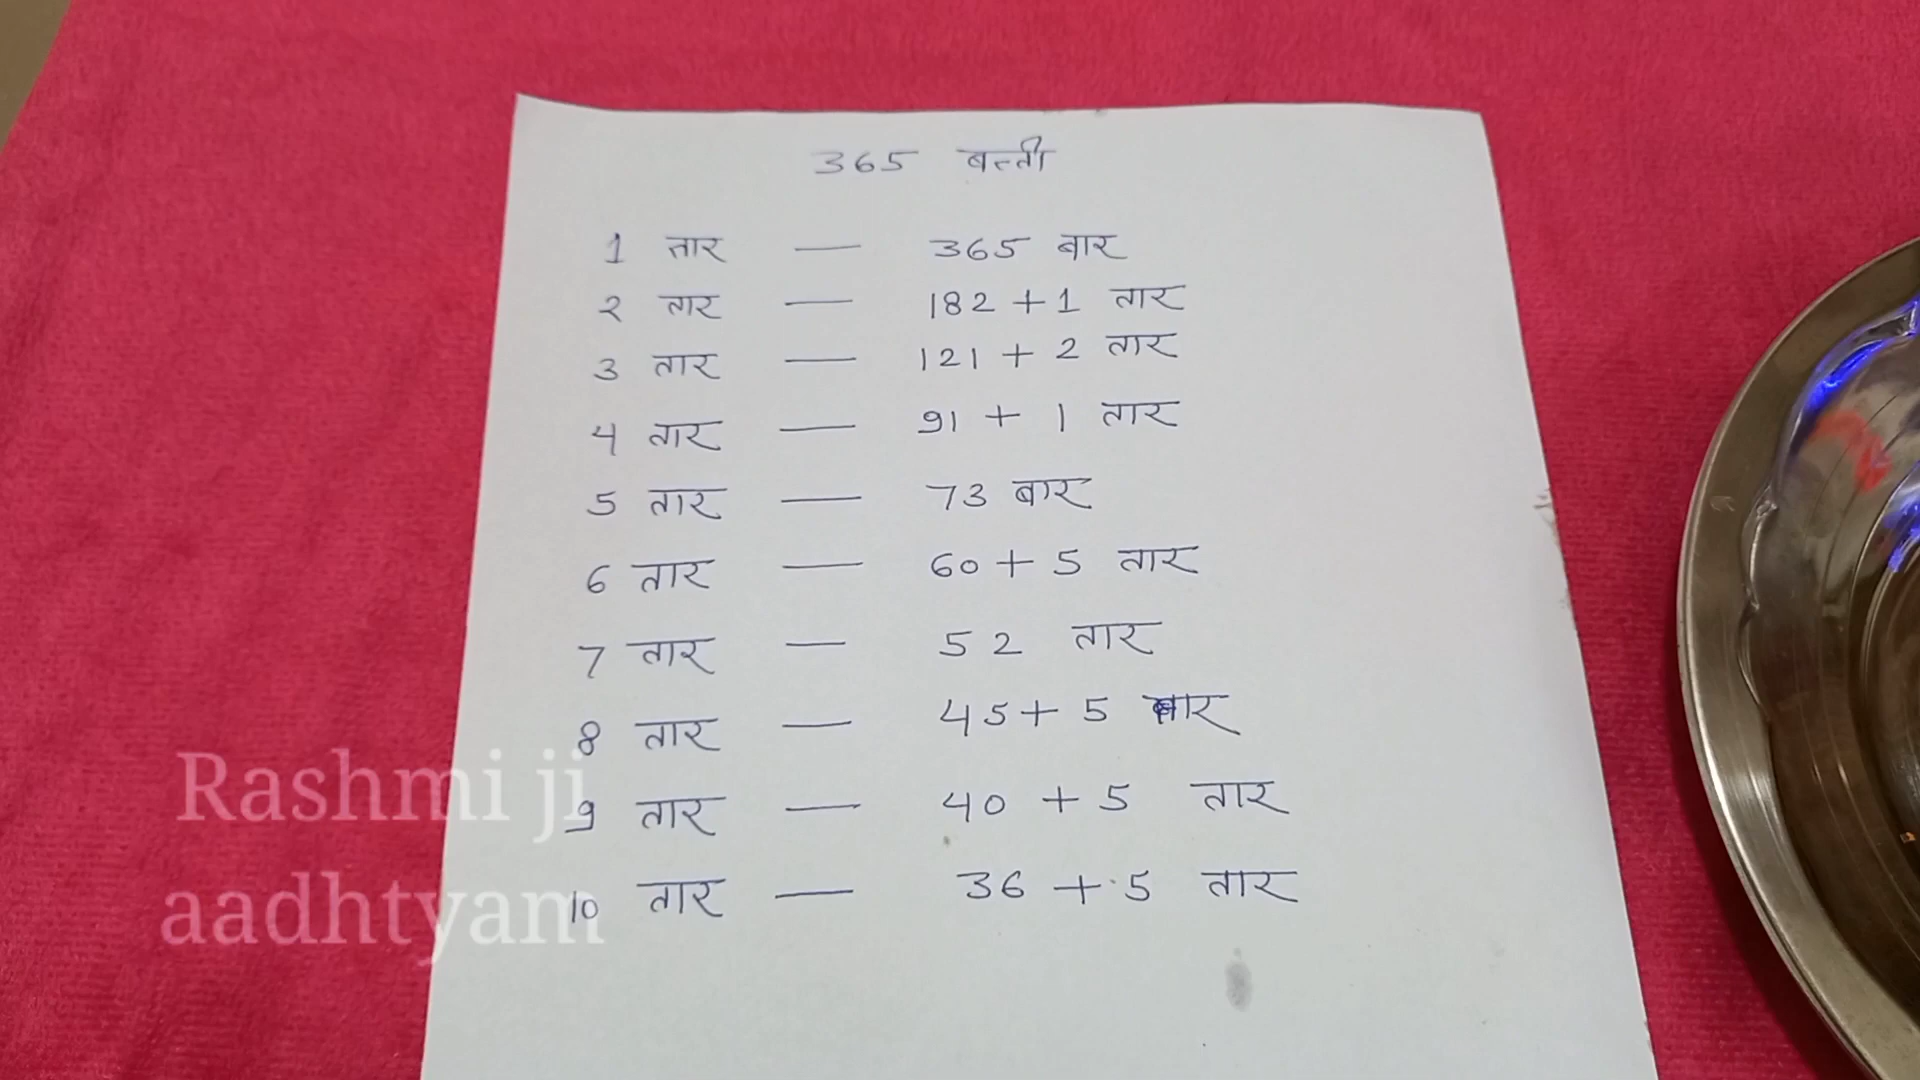 365 बत्ती
1 तार — 365 बार
2 तार — 182 + 1 तार
3 तार — 121 + 2 तार
4 तार — 91 + 1 तार
5 तार — 73 बार
6 तार — 60 + 5 तार
7 तार — 52 तार
8 तार — 45 + 5 तार
9 तार — 40 + 5 तार
10 तार — 36 + 5 तार
Rashmi ji
aadhtyam